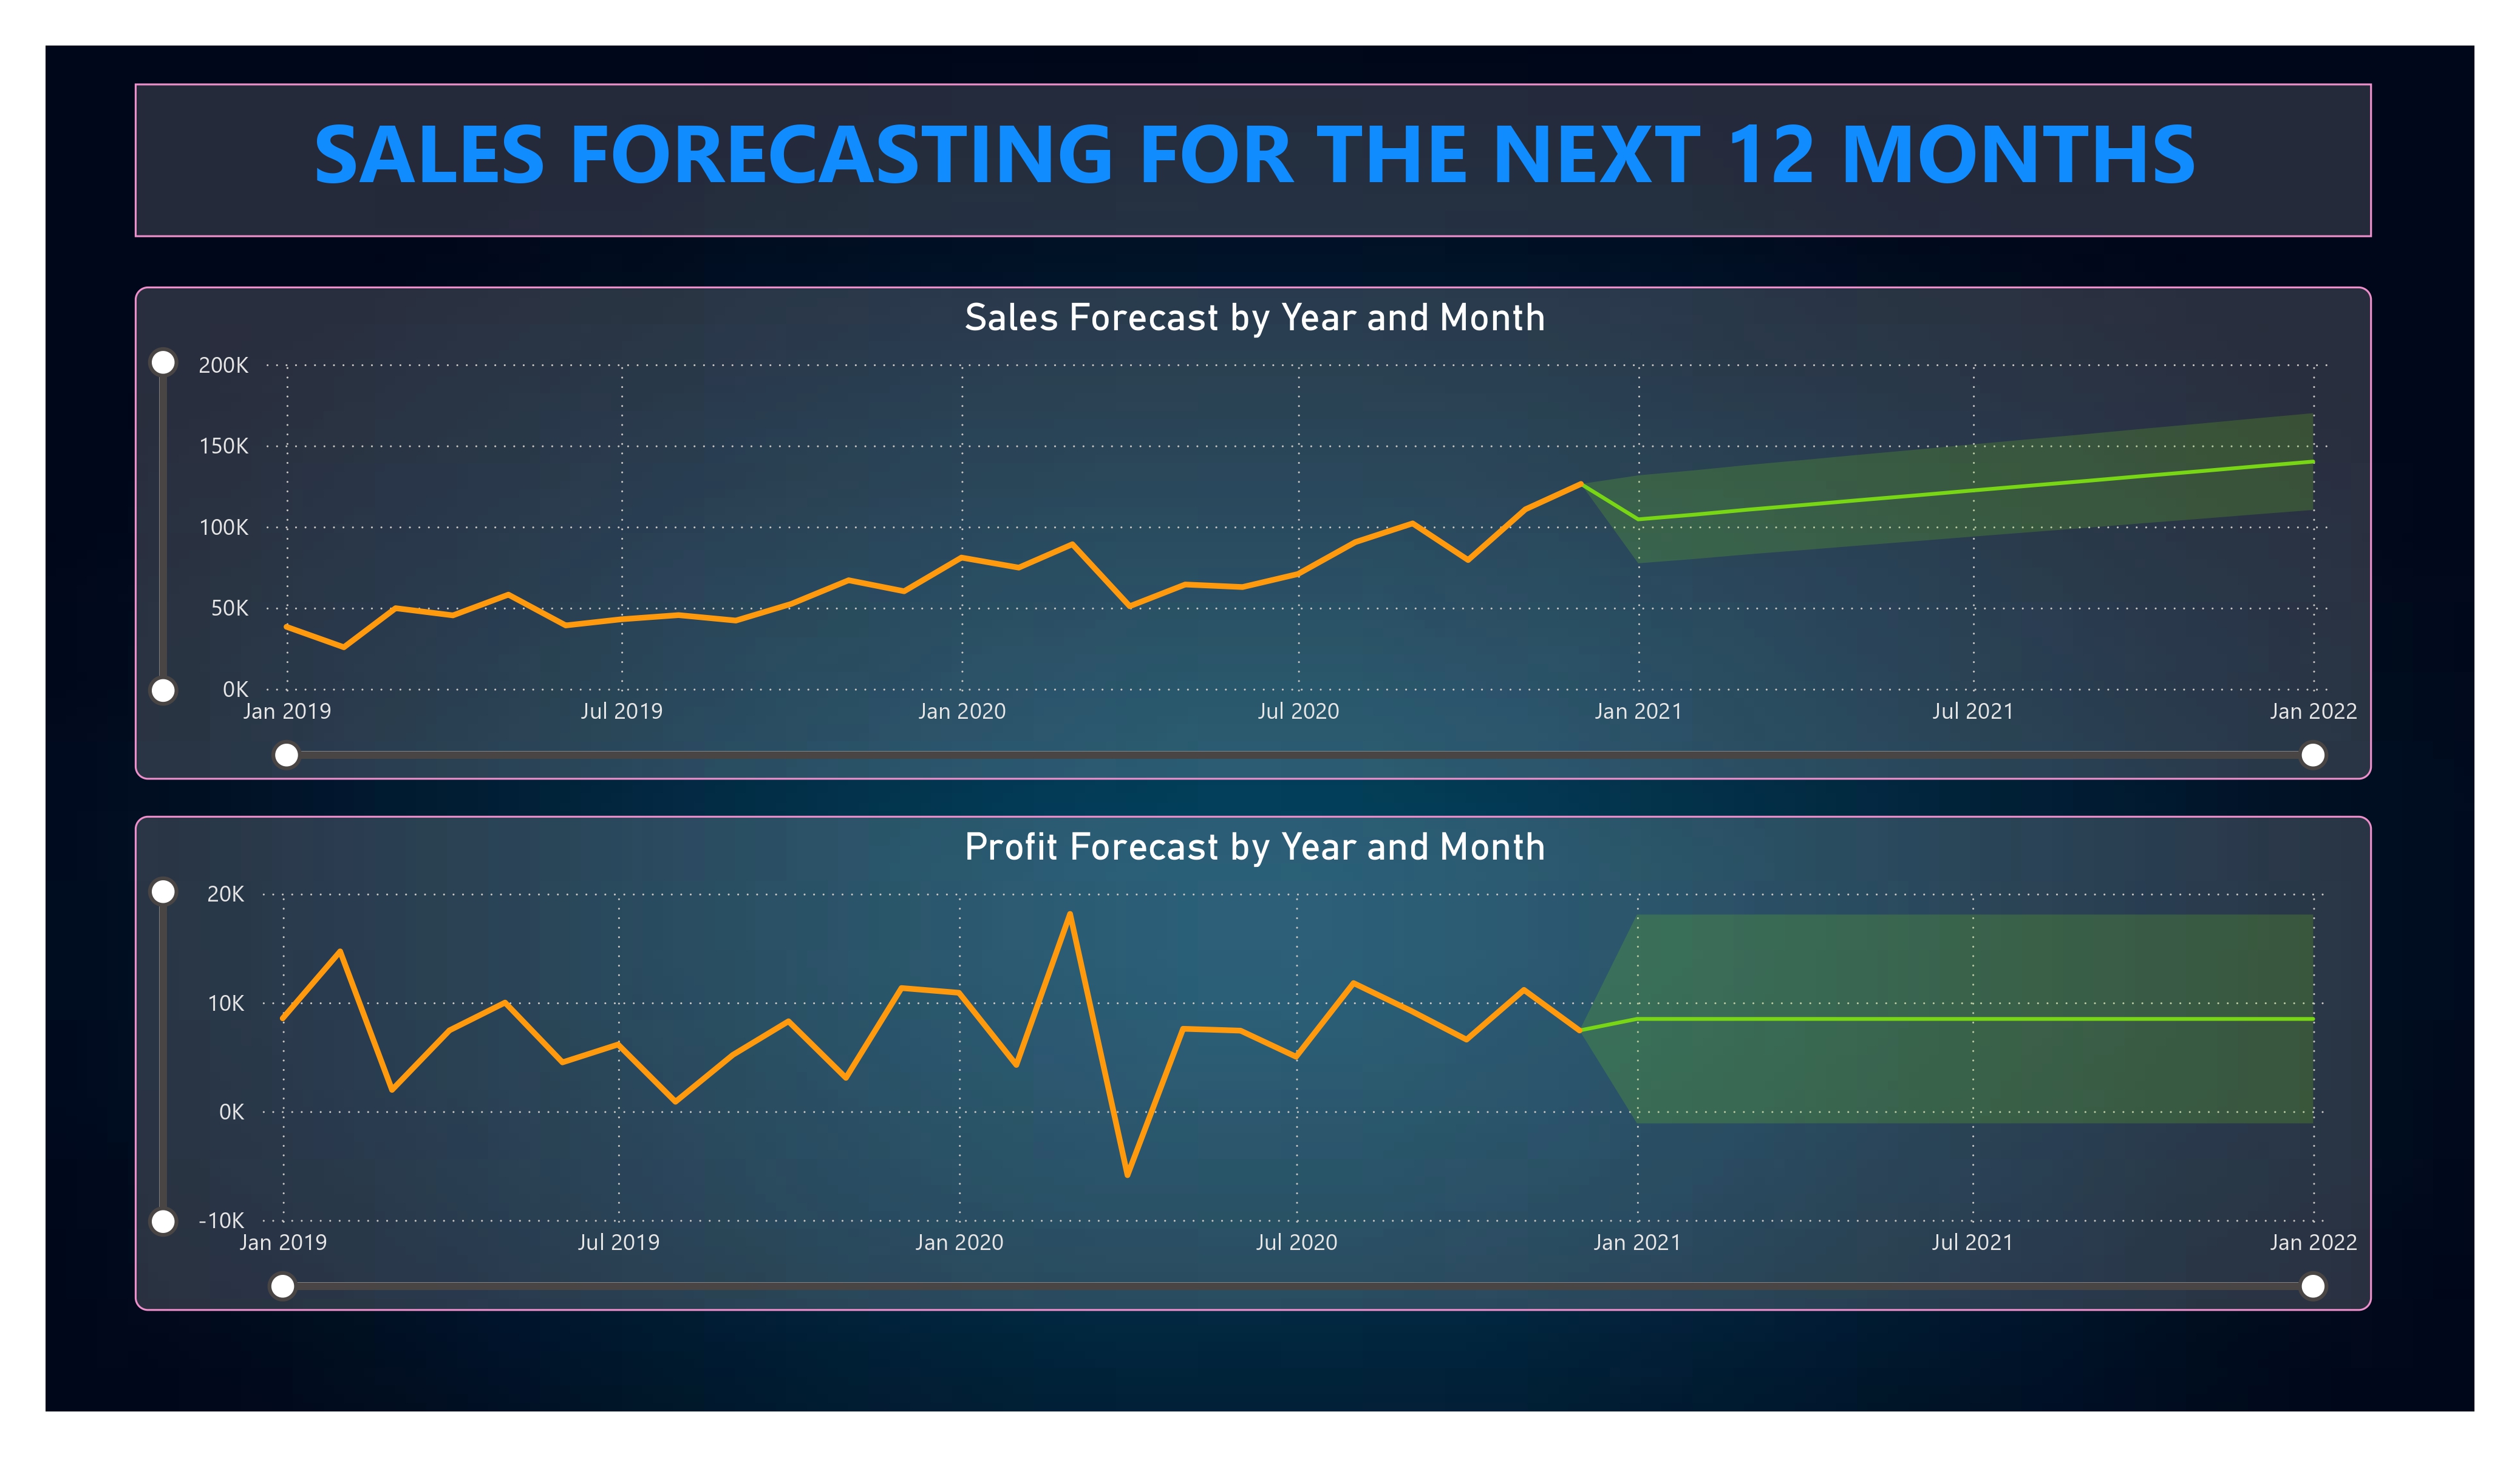 SALES FORECASTING FOR THE NEXT 12 MONTHS
Sales Forecast by Year and Month
200K
150K
100K
50K
0K
Jan 2019 Jul 2019 Jan 2020 Jul 2020 Jan 2021 Jul 2021 Jan 2022
Profit Forecast by Year and Month
20K
10K
0K
-10K
Jan 2019 Jul 2019 Jan 2020 Jul 2020 Jan 2021 Jul 2021 Jan 2022